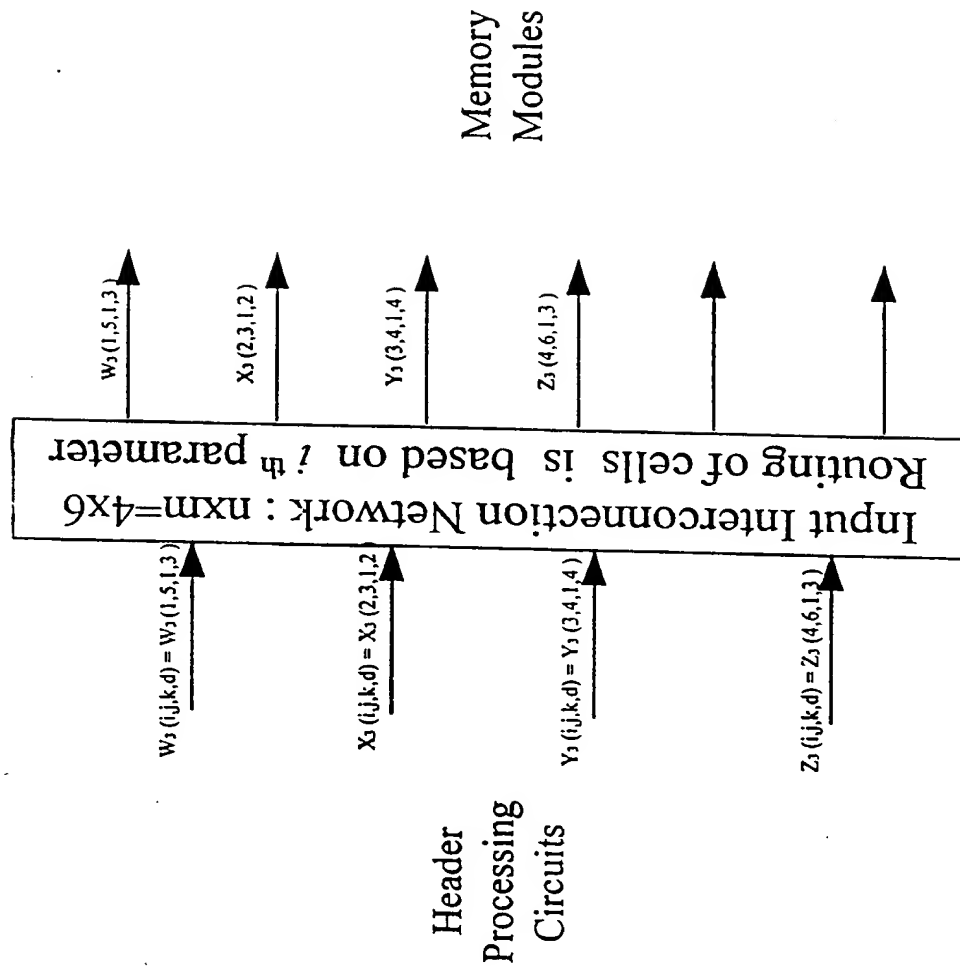 Header
Processing
Circuits
W₃ (i,j,k,d) = W₃ (1,5,1,3)
X₃ (i,j,k,d) = X₃ (2,3,1,2
Y₃ (i,j,k,d) = Y₃ (3,4,1,4)
Z₃ (i,j,k,d) = Z₃ (4,6,1,3)
Input Interconnection Network : nxm=4x6
Routing of cells is based on i th parameter
W₃ (1,5,1,3)
X₃ (2,3,1,2)
Y₃ (3,4,1,4)
Z₃ (4,6,1,3)
Memory
Modules